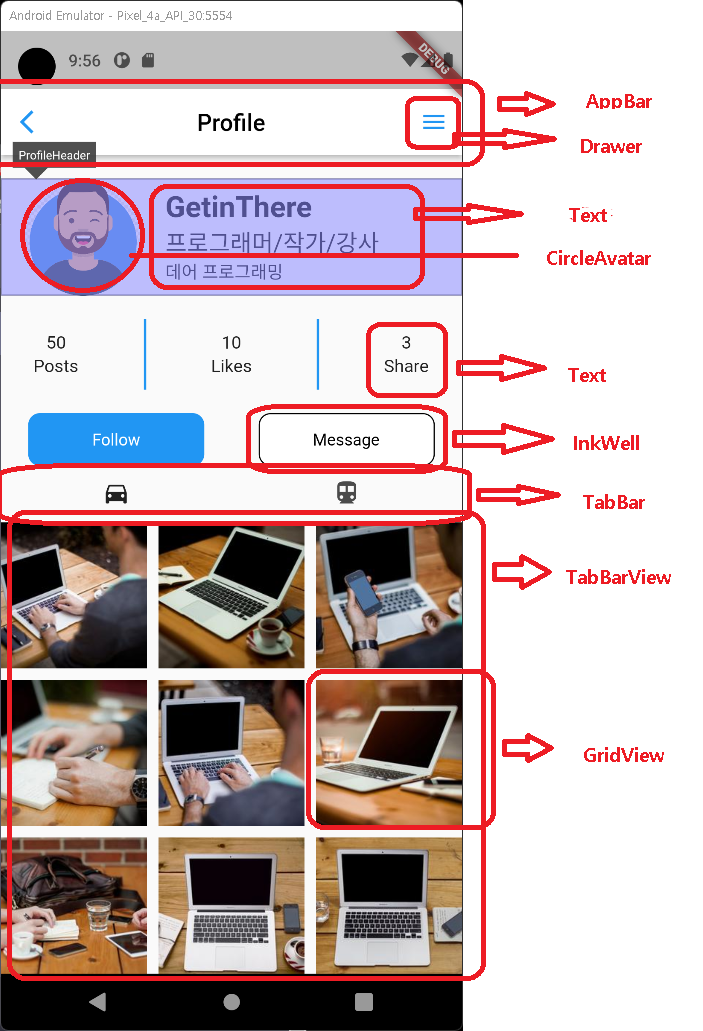 Android Emulator - Pixel_4a_API_30:5554
9:56
DEBUG
AppBar
Profile
Drawer
ProfileHeader
GetinThere
Text
프로그래머/작가/강사
CircleAvatar
데어 프로그래밍
50
10
3
Posts
Likes
Share
Text
Follow
Message
InkWell
TabBar
TabBarView
GridView